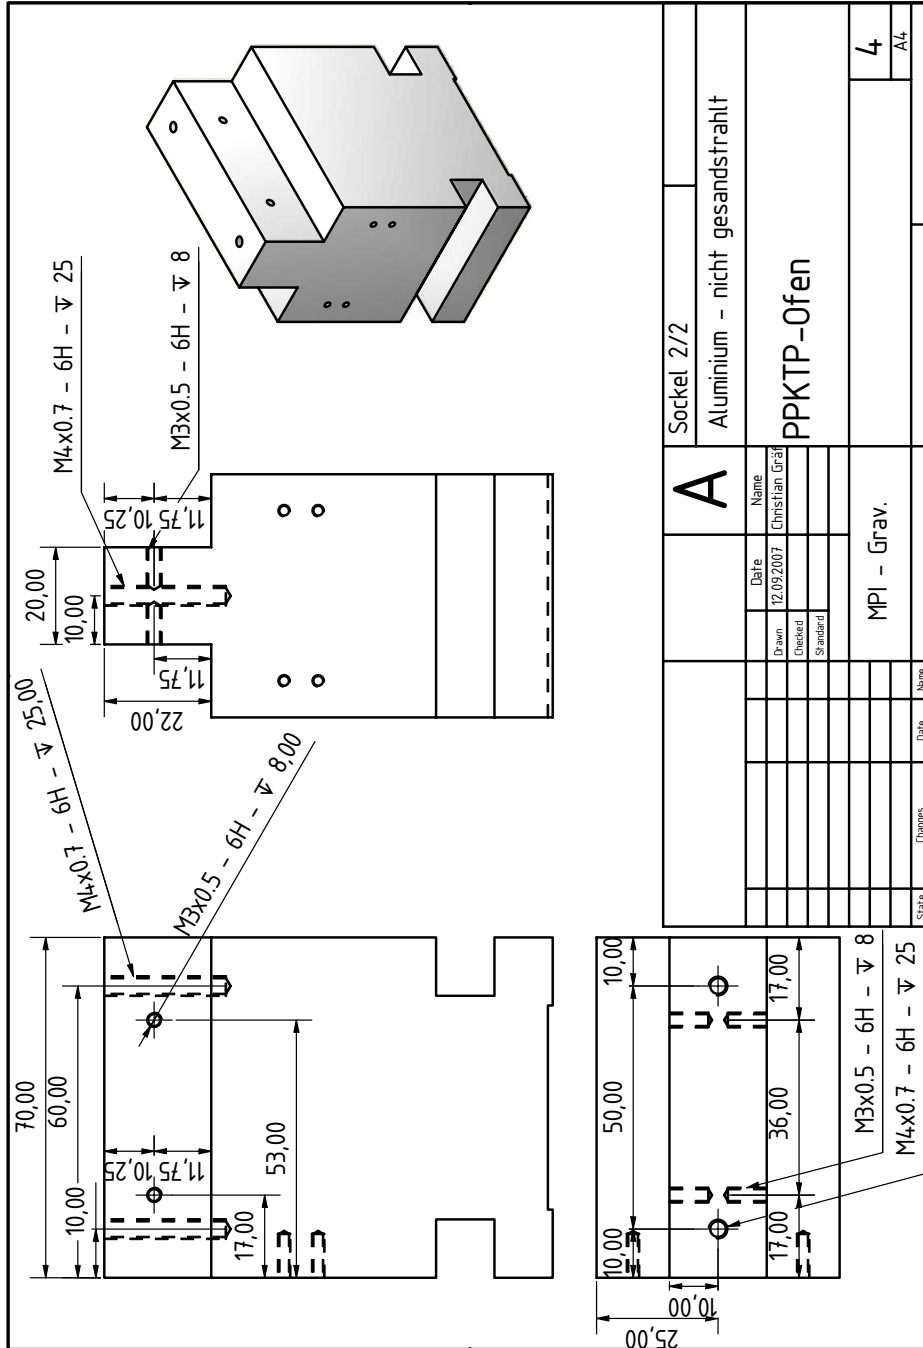 M4x0.7 - 6H - ↧ 25
M3x0.5 - 6H - ↧ 8
20,00
10,00
10,25
11,75
11,75
22,00
M4x0.7 - 6H - ↧ 25,00
M3x0.5 - 6H - ↧ 8,00
70,00
60,00
10,00
10,25
11,75
53,00
17,00
10,00
50,00
10,00
17,00
36,00
17,00
10,00
25,00
M3x0.5 - 6H - ↧ 8
M4x0.7 - 6H - ↧ 25
Sockel 2/2
Aluminium - nicht gesandstrahlt
A
Date
Name
Drawn
12.09.2007
Christian Gräf
Checked
Standard
PPKTP-Ofen
MPI - Grav.
4
A4
State
Changes
Date
Name